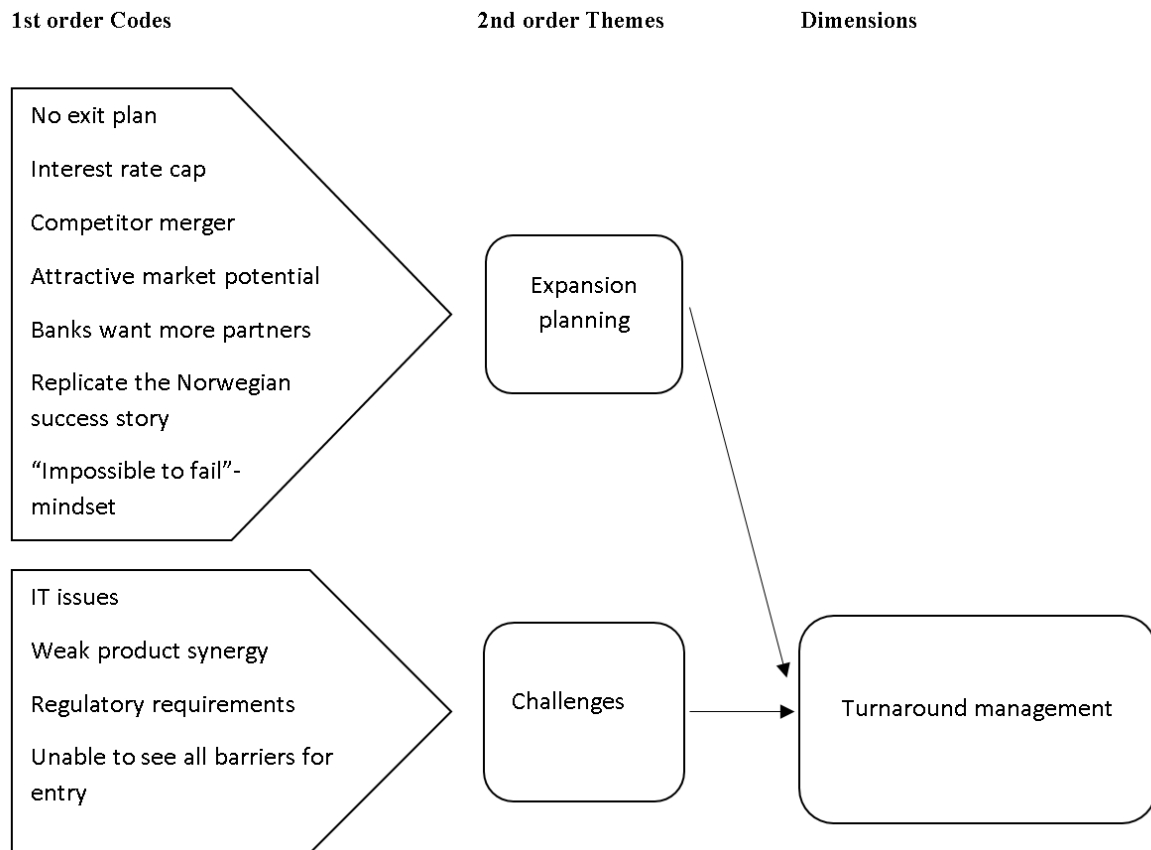 1st order Codes
2nd order Themes
Dimensions
No exit plan
Interest rate cap
Competitor merger
Attractive market potential
Banks want more partners
Replicate the Norwegian
success story
“Impossible to fail”-
mindset
Expansion
planning
IT issues
Weak product synergy
Regulatory requirements
Unable to see all barriers for
entry
Challenges
Turnaround management